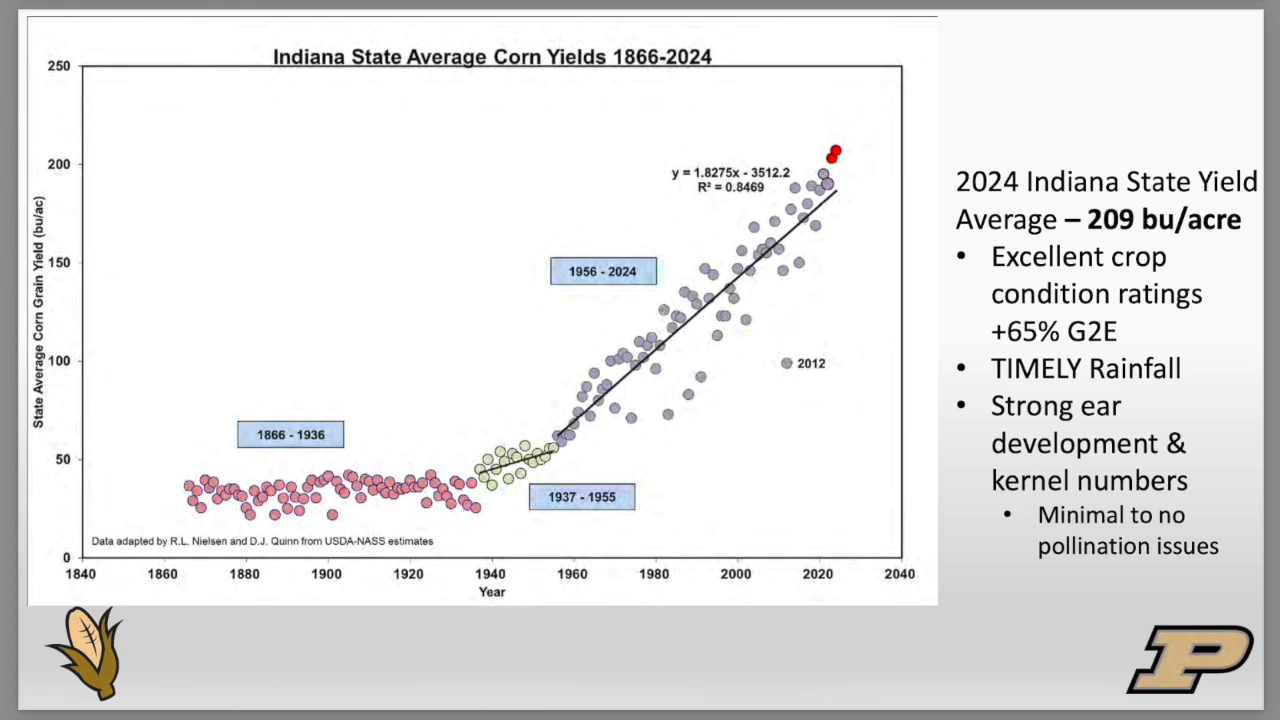 Indiana State Average Corn Yields 1866-2024
250
200
150
100
50
0
State Average Corn Grain Yield (bu/ac)
y = 1.8275x - 3512.2
R² = 0.8469
1956 - 2024
2012
1866 - 1936
1937 - 1955
Data adapted by R.L. Nielsen and D.J. Quinn from USDA-NASS estimates
1840 1860 1880 1900 1920 1940 1960 1980 2000 2020 2040
Year
2024 Indiana State Yield
Average – 209 bu/acre
• Excellent crop
condition ratings
+65% G2E
• TIMELY Rainfall
• Strong ear
development &
kernel numbers
• Minimal to no
pollination issues
P